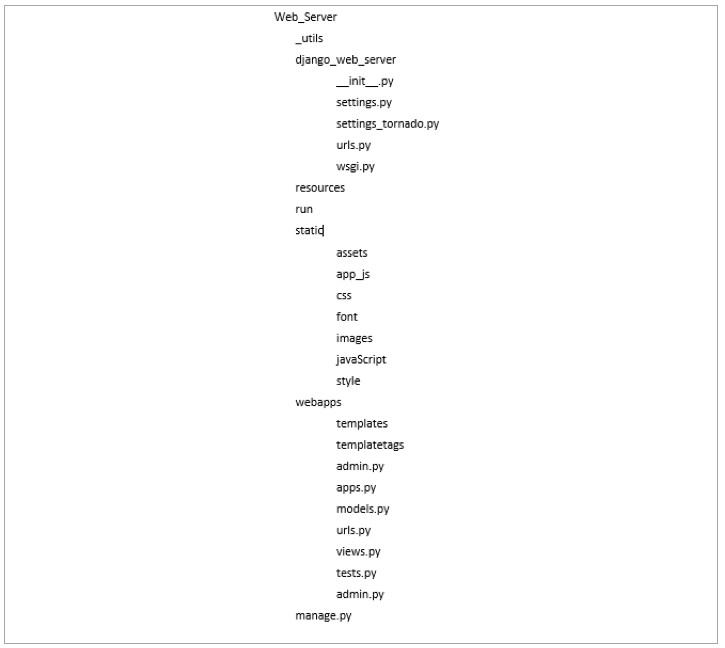 Web_Server
_utils
django_web_server
__init__.py
settings.py
settings_tornado.py
urls.py
wsgi.py
resources
run
static
assets
app_js
css
font
images
javaScript
style
webapps
templates
templatetags
admin.py
apps.py
models.py
urls.py
views.py
tests.py
admin.py
manage.py